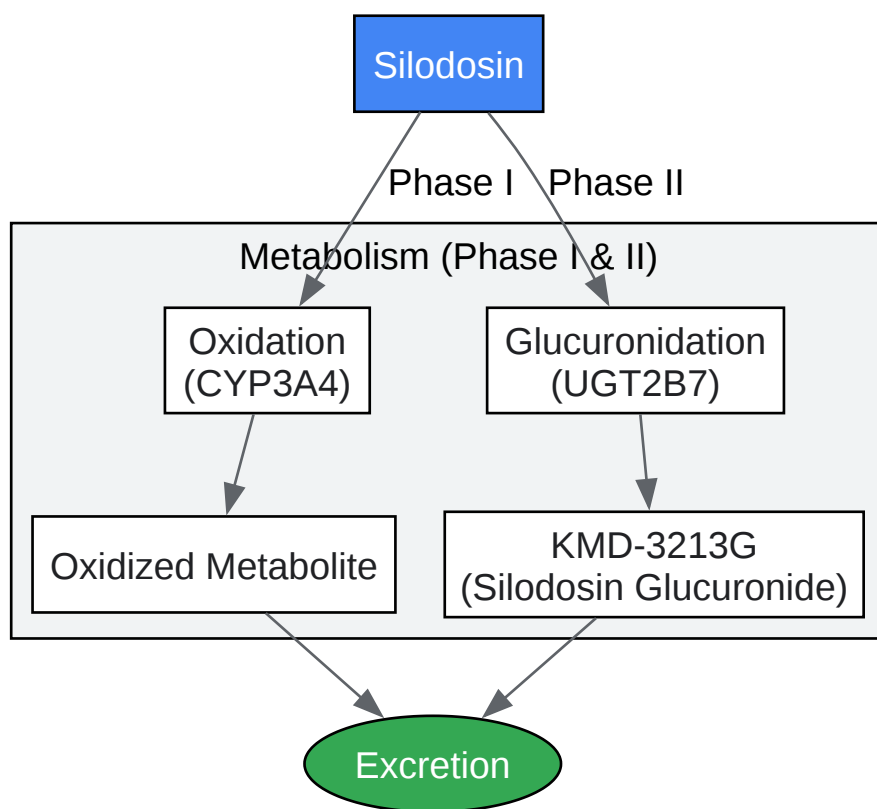 Silodosin
Phase I
Phase II
Metabolism (Phase I & II)
Oxidation
(CYP3A4)
Glucuronidation
(UGT2B7)
Oxidized Metabolite
KMD-3213G
(Silodosin Glucuronide)
Excretion